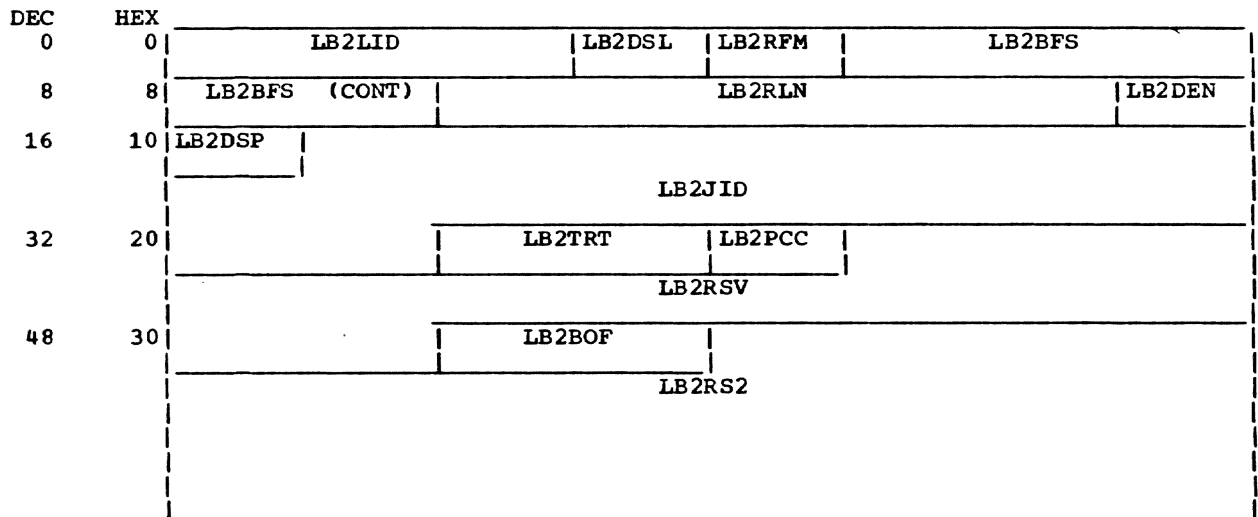 DEC HEX
0 0 LB2LID LB2DSL LB2RFM LB2BFS
8 8 LB2BFS (CONT) LB2RLN LB2DEN
16 10 LB2DSP
LB2JID
32 20 LB2TRT LB2PCC
LB2RSV
48 30 LB2BOF
LB2RS2